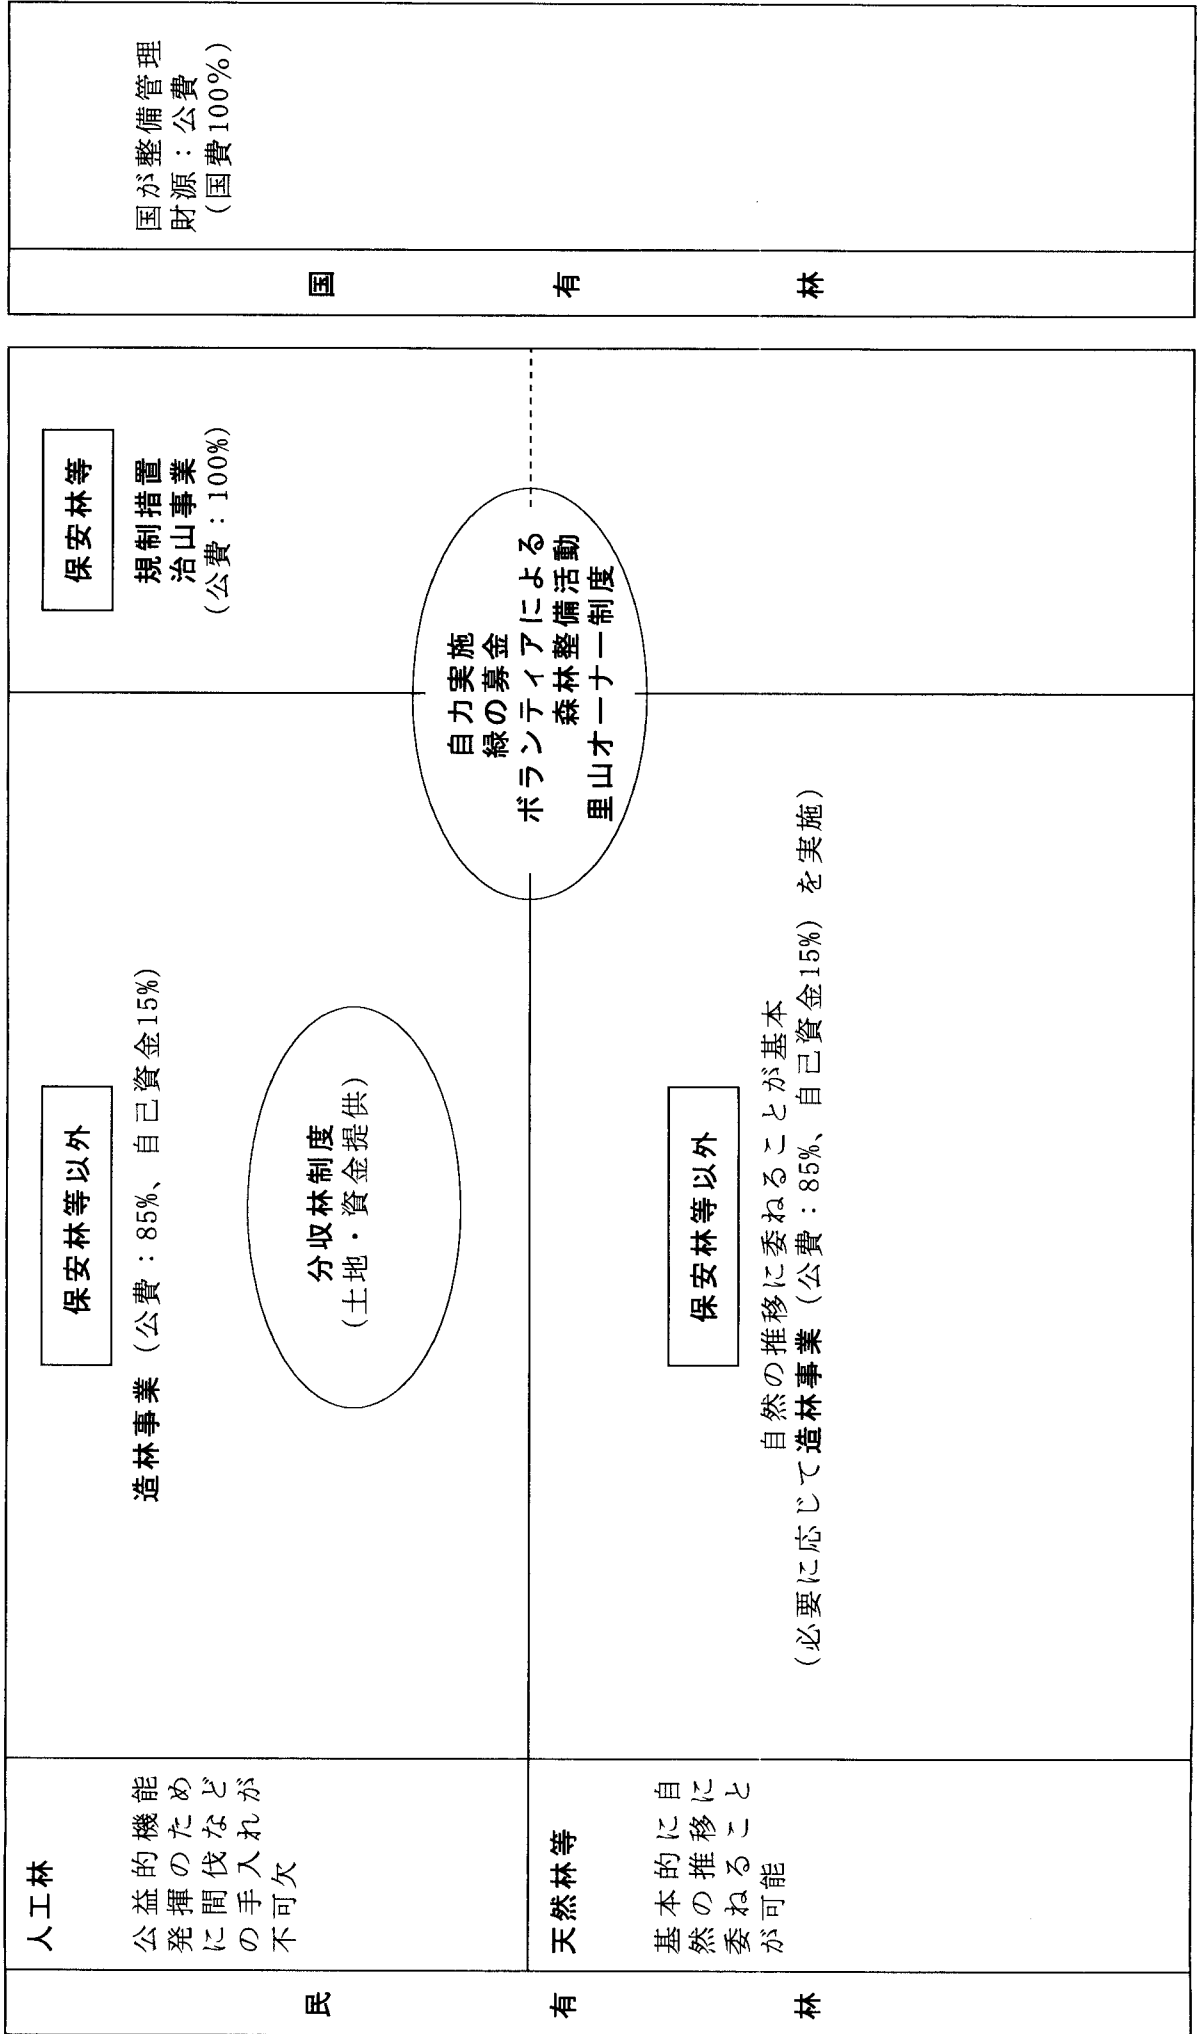 民有林
人工林
公益的機能
発揮のため
に間伐など
の手入れが
不可欠
保安林等以外
造林事業（公費：85%、自己資金15%）
分収林制度
（土地・資金提供）
保安林等
規制措置
治山事業
（公費：100%）
自力実施
緑の募金
ボランティアによる
森林整備活動
里山オーナー制度
天然林等
基本的に自
然の推移に
委ねること
が可能
保安林等以外
自然の推移に委ねることが基本
（必要に応じて造林事業（公費：85%、自己資金15%）を実施）
国有林
国が整備管理
財源：公費
（国費100%）